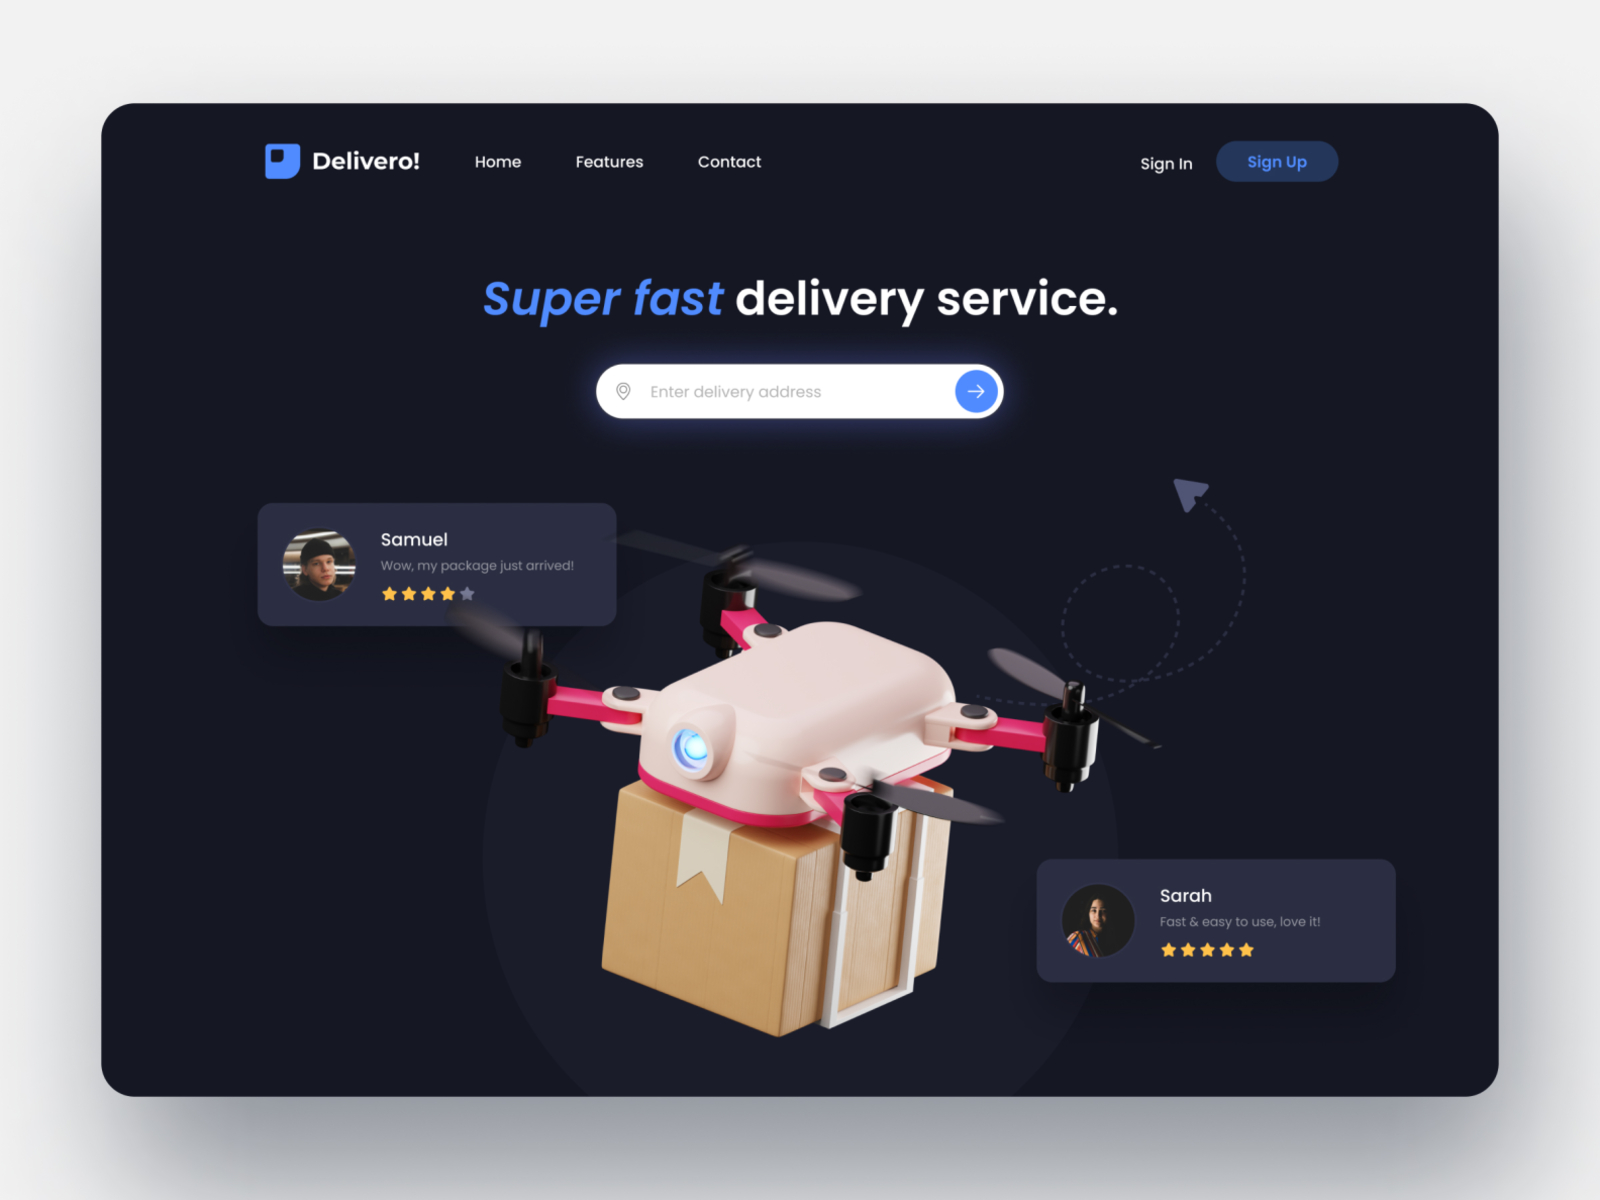 Delivero!
Home
Features
Contact
Sign In
Sign Up
Super fast delivery service.
Enter delivery address
Samuel
Wow, my package just arrived!
Sarah
Fast & easy to use, love it!